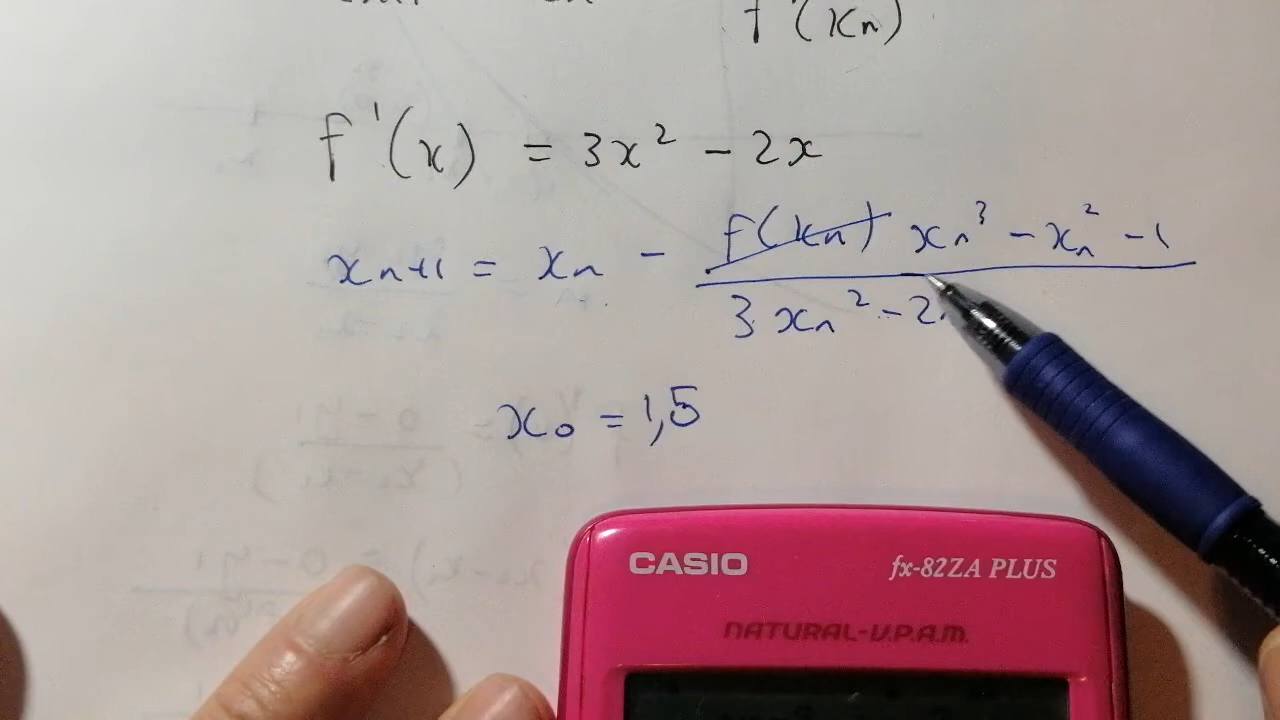 f'(xn)
f'(x) = 3x² - 2x
xn+1 = xn - f(xn) xn³ - xn² - 1
3xn² - 2
x0 = 1,5
CASIO fx-82ZA PLUS
NATURAL-V.P.A.M.